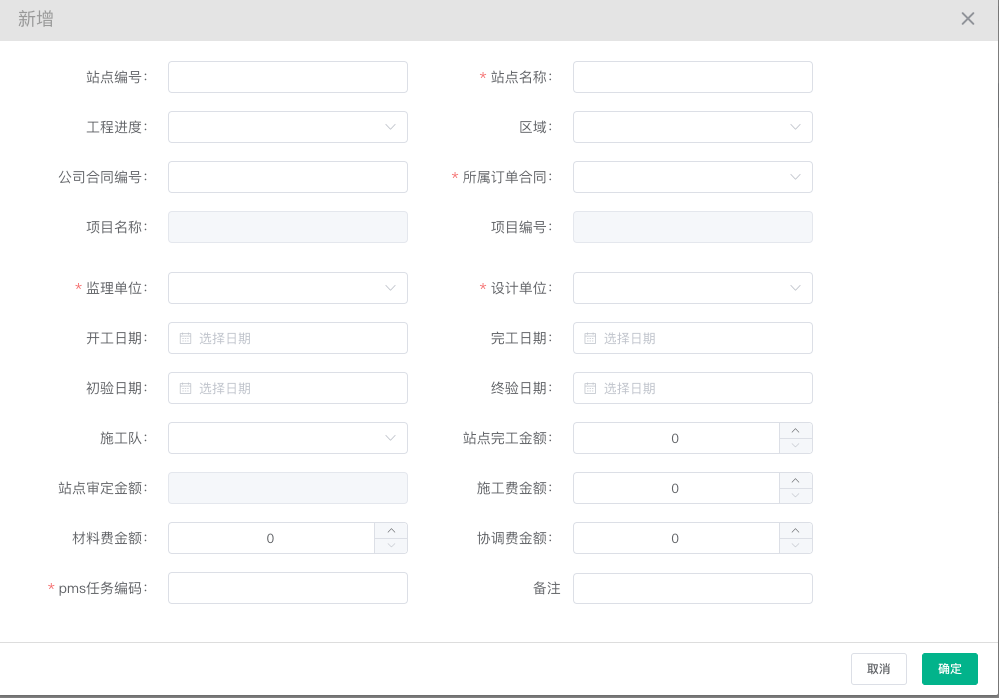 新增
站点编号：
* 站点名称：
工程进度：
区域：
公司合同编号：
* 所属订单合同：
项目名称：
项目编号：
* 监理单位：
* 设计单位：
开工日期： 选择日期
完工日期： 选择日期
初验日期： 选择日期
终验日期： 选择日期
施工队：
站点完工金额： 0
站点审定金额：
施工费金额： 0
材料费金额： 0
协调费金额： 0
* pms任务编码：
备注
取消
确定